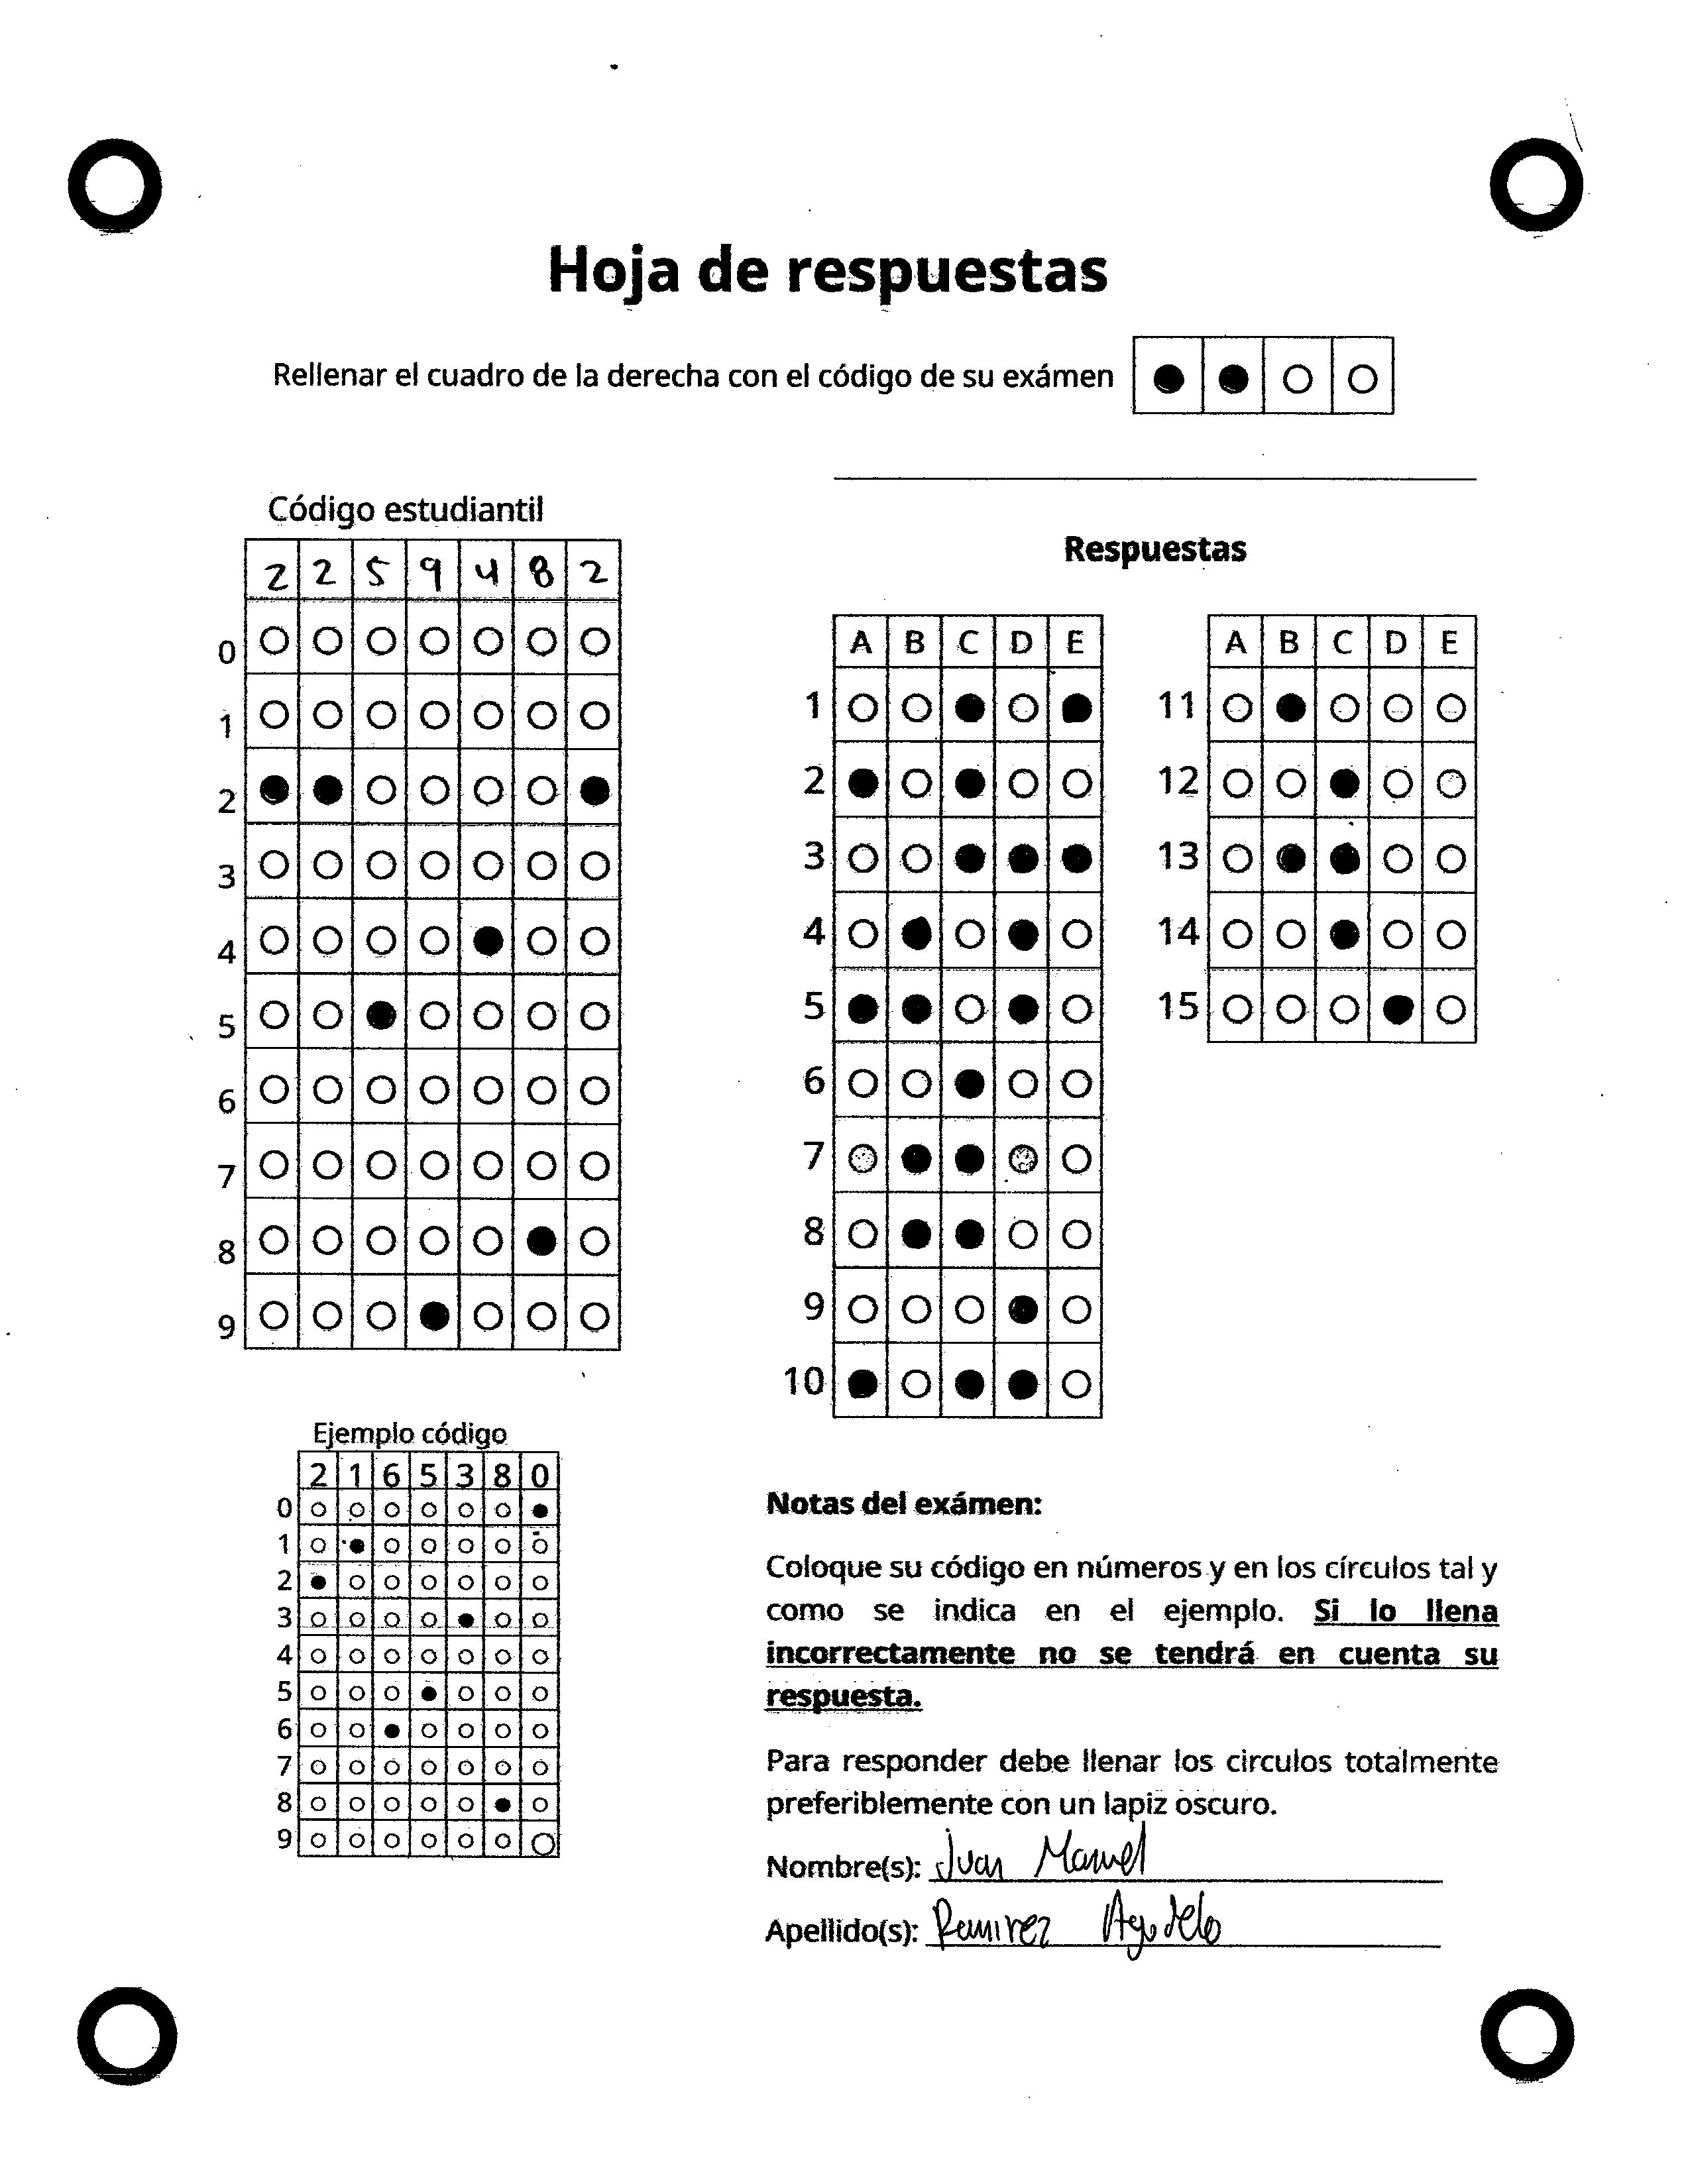 Hoja de respuestas
Rellenar el cuadro de la derecha con el código de su exámen
Código estudiantil
2 2 5 9 4 8 2
0
1
2
3
4
5
6
7
8
9
Respuestas
A B C D E
1
2
3
4
5
6
7
8
9
10
A B C D E
11
12
13
14
15
Ejemplo código
2 1 6 5 3 8 0
0
1
2
3
4
5
6
7
8
9
Notas del exámen:
Coloque su código en números y en los círculos tal y
como se indica en el ejemplo. Si lo llena
incorrectamente no se tendrá en cuenta su
respuesta.
Para responder debe llenar los circulos totalmente
preferiblemente con un lapiz oscuro.
Nombre(s): Juan Manuel
Apellido(s): Ramirez Agudelo